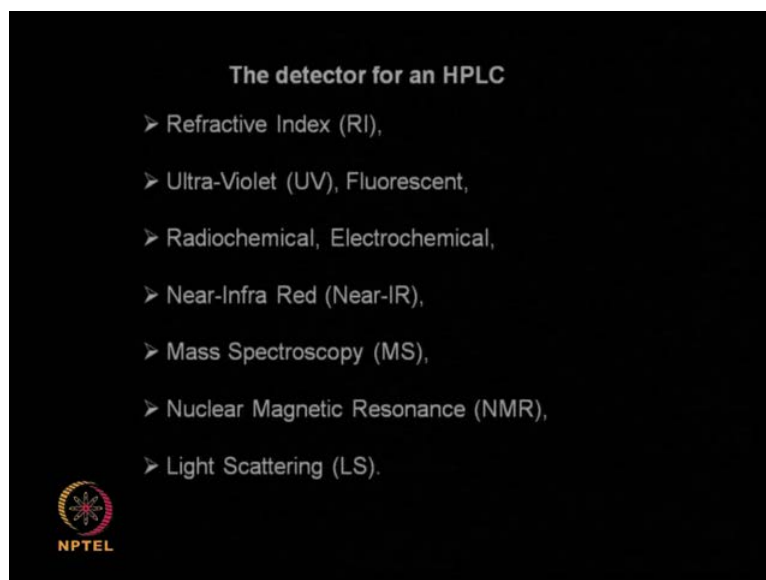 The detector for an HPLC
➤ Refractive Index (RI),
➤ Ultra-Violet (UV), Fluorescent,
➤ Radiochemical, Electrochemical,
➤ Near-Infra Red (Near-IR),
➤ Mass Spectroscopy (MS),
➤ Nuclear Magnetic Resonance (NMR),
➤ Light Scattering (LS).
NPTEL